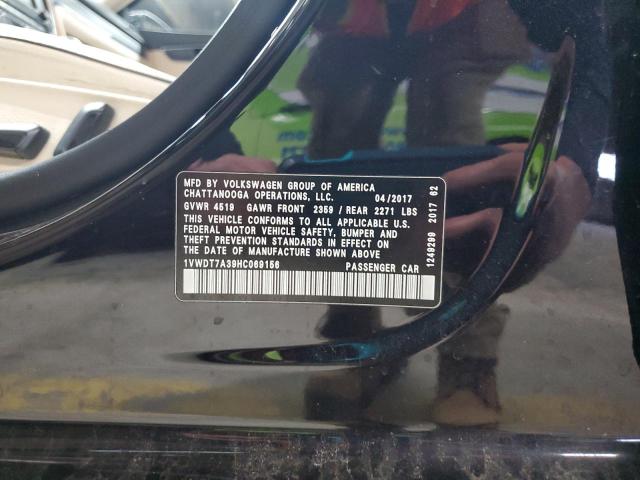 MFD BY VOLKSWAGEN GROUP OF AMERICA
CHATTANOOGA OPERATIONS, LLC. 04/2017
GVWR 4519 GAWR FRONT 2359 / REAR 2271 LBS
THIS VEHICLE CONFORMS TO ALL APPLICABLE U.S.
FEDERAL MOTOR VEHICLE SAFETY, BUMPER AND
THEFT PREVENTION STANDARDS IN EFFECT ON
THE DATE OF MANUFACTURE SHOWN ABOVE
1VWDT7A39HC069156 PASSENGER CAR
1249299 2017 62